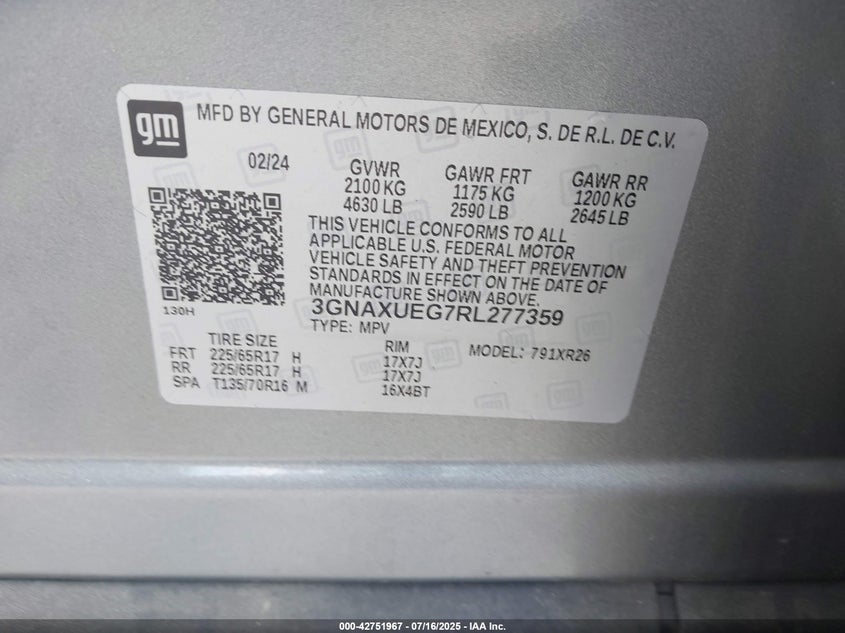 gm
MFD BY GENERAL MOTORS DE MEXICO, S. DE R.L. DE C.V.
02/24
GVWR GAWR FRT GAWR RR
2100 KG 1175 KG 1200 KG
4630 LB 2590 LB 2645 LB
THIS VEHICLE CONFORMS TO ALL
APPLICABLE U.S. FEDERAL MOTOR
VEHICLE SAFETY AND THEFT PREVENTION
STANDARDS IN EFFECT ON THE DATE OF
MANUFACTURE SHOWN ABOVE.
130H
3GNAXUEG7RL277359
TYPE: MPV
TIRE SIZE RIM MODEL: 791XR26
FRT 225/65R17 H 17X7J
RR 225/65R17 H 17X7J
SPA T135/70R16 M 16X4BT
000-42751967 - 07/16/2025 - IAA Inc.